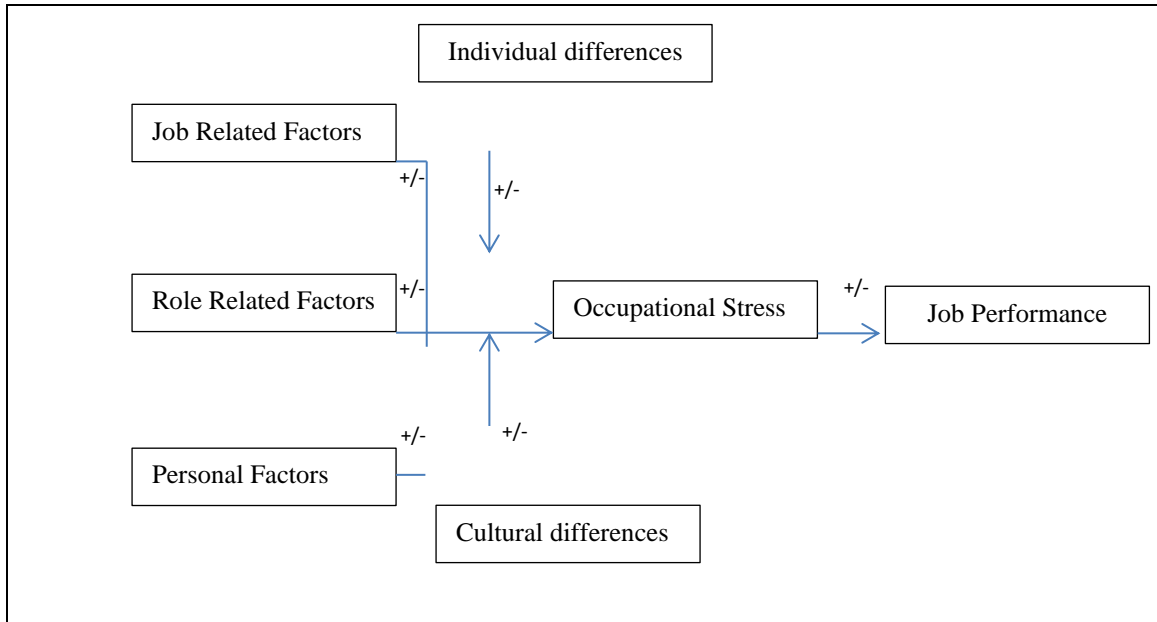 Individual differences
Job Related Factors
+/-
+/-
Role Related Factors
+/-
Occupational Stress
+/-
Job Performance
+/-
+/-
Personal Factors
Cultural differences